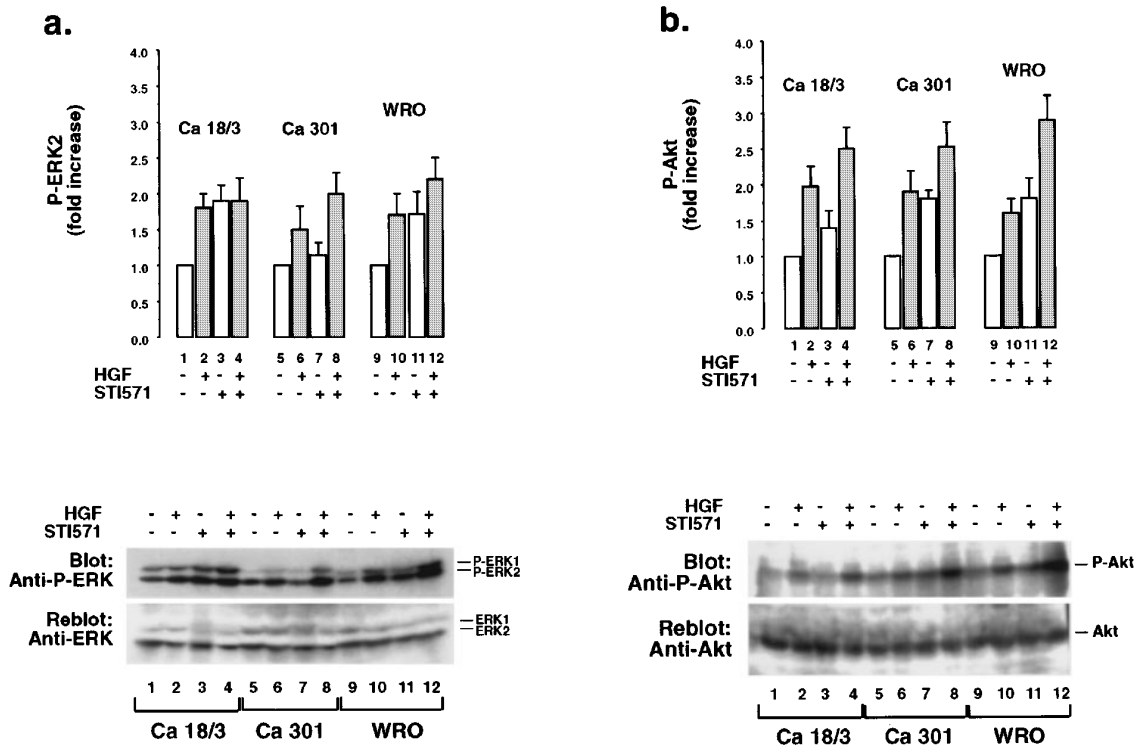 a.
4.0
3.5
3.0
2.5
2.0
1.5
1.0
0.5
0.0
P-ERK2
(fold increase)
Ca 18/3
Ca 301
WRO
1 2 3 4 5 6 7 8 9 10 11 12
HGF - + - + - + - + - + - +
STI571 - - + + - - + + - - + +
HGF - + - + - + - + - + - +
STI571 - - + + - - + + - - + +
Blot:
Anti-P-ERK
P-ERK1
P-ERK2
Reblot:
Anti-ERK
ERK1
ERK2
1 2 3 4 5 6 7 8 9 10 11 12
Ca 18/3 Ca 301 WRO
b.
4.0
3.5
3.0
2.5
2.0
1.5
1.0
0.5
0.0
P-Akt
(fold increase)
Ca 18/3
Ca 301
WRO
1 2 3 4 5 6 7 8 9 10 11 12
HGF - + - + - + - + - + - +
STI571 - - + + - - + + - - + +
HGF - + - + - + - + - + - +
STI571 - - + + - - + + - - + +
Blot:
Anti-P-Akt
P-Akt
Reblot:
Anti-Akt
Akt
1 2 3 4 5 6 7 8 9 10 11 12
Ca 18/3 Ca 301 WRO